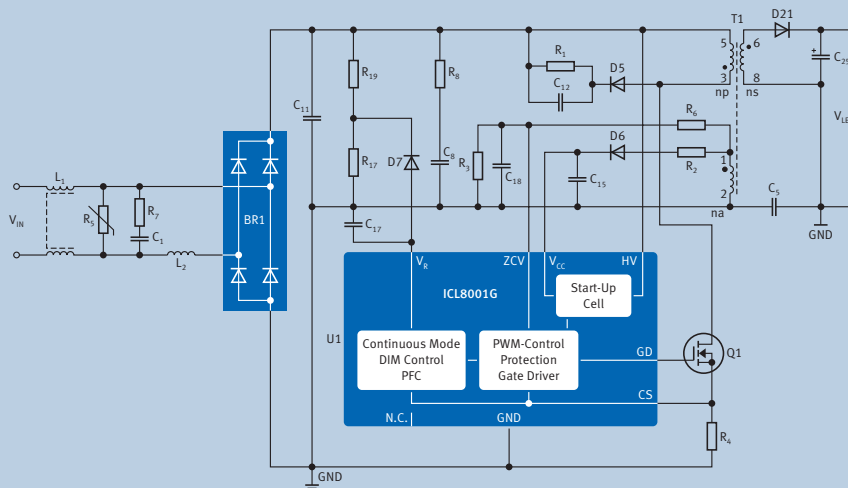 T1
D21
5
6
R1
D5
R19
R8
C12
3
8
C25
np
ns
C11
R6
VLE
D6
C8
R3
C18
R17
D7
1
C15
R2
L1
2
C5
BR1
na
VIN
R5
R7
C17
GND
C1
L2
VR
ZCV
VCC
HV
ICL8001G
Start-Up
Cell
U1
Continuous Mode
DIM Control
PFC
PWM-Control
Protection
Gate Driver
GD
Q1
CS
N.C.
GND
R4
GND